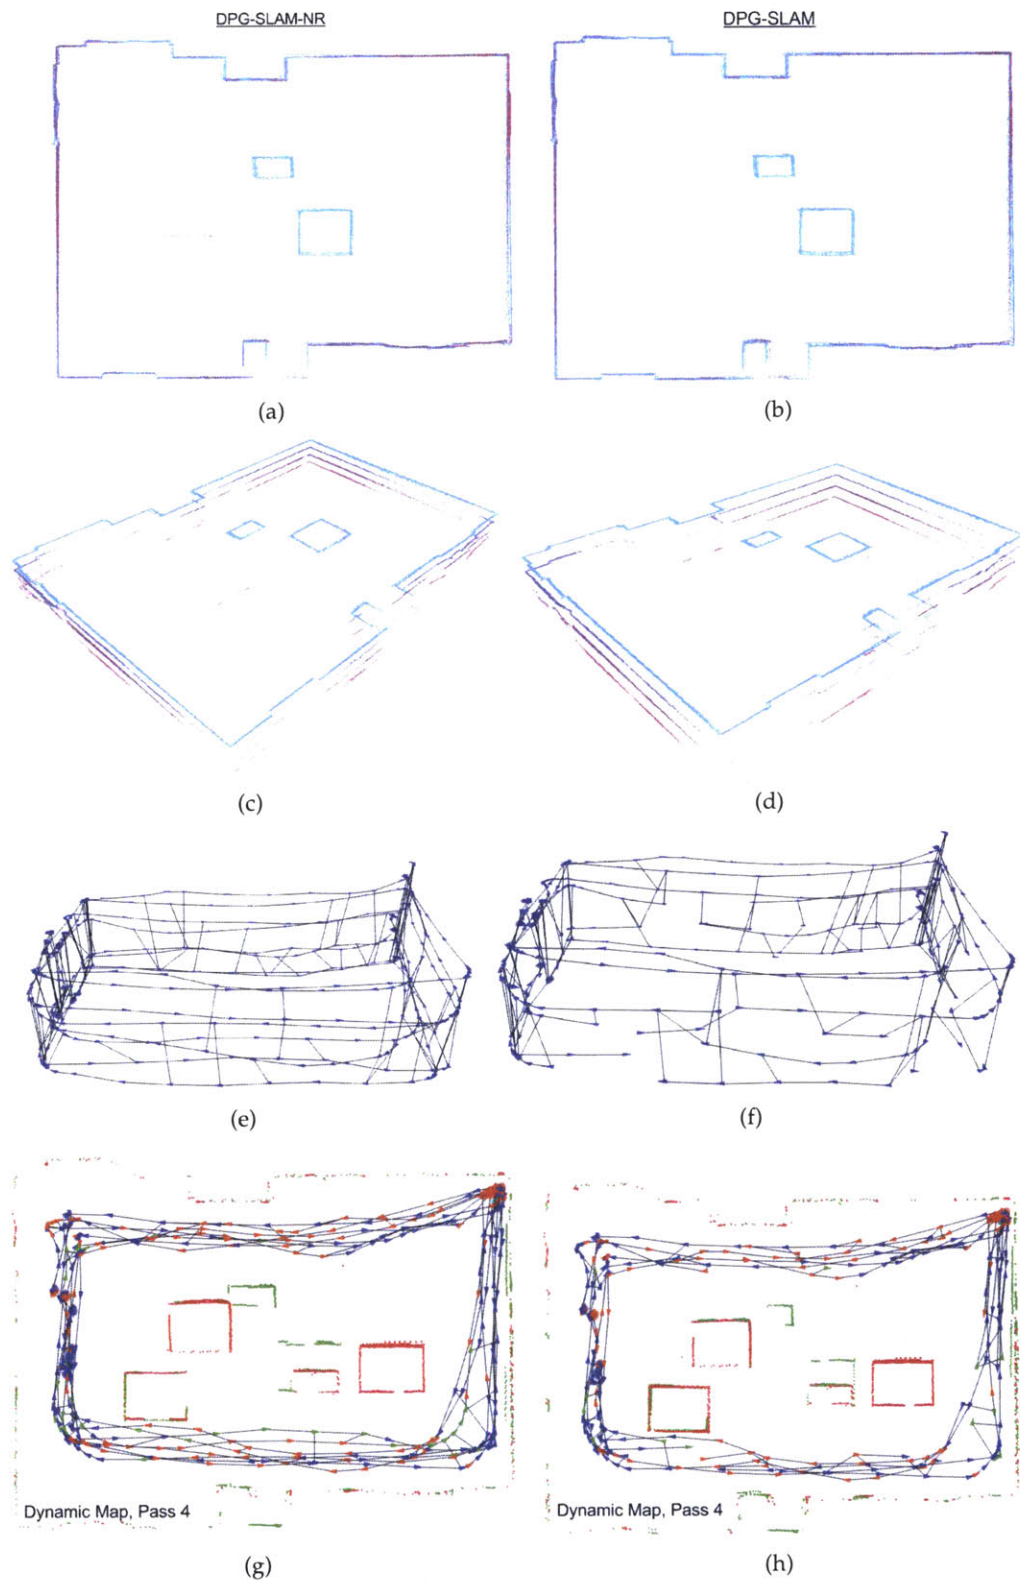 DPG-SLAM-NR
DPG-SLAM
(a)
(b)
(c)
(d)
(e)
(f)
Dynamic Map, Pass 4
Dynamic Map, Pass 4
(g)
(h)